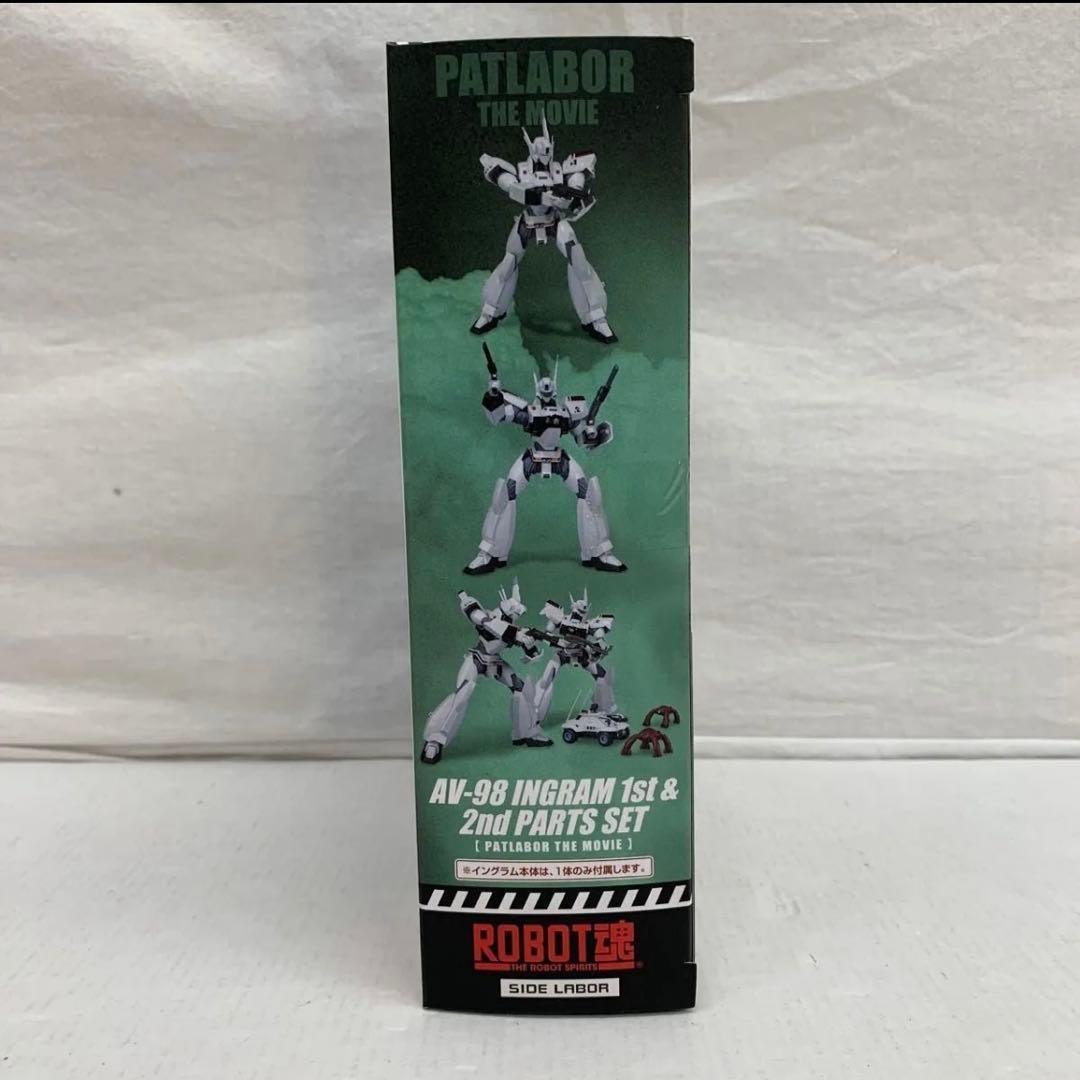 PATLABOR
THE MOVIE
AV-98 INGRAM 1st &
2nd PARTS SET
[ PATLABOR THE MOVIE ]
※イングラム本体は、1体のみ付属します。
ROBOT魂
THE ROBOT SPIRITS
®
SIDE LABOR